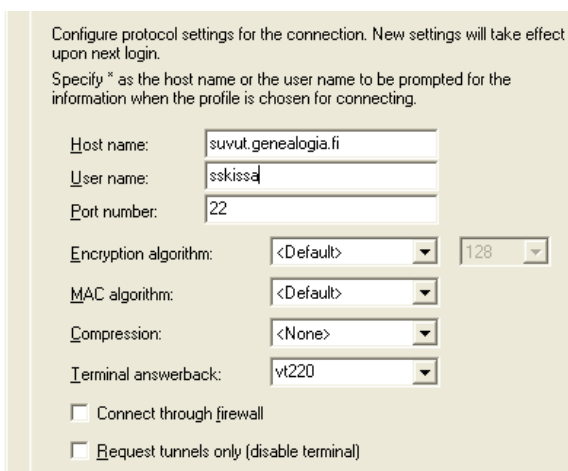 Configure protocol settings for the connection. New settings will take effect
upon next login.
Specify * as the host name or the user name to be prompted for the
information when the profile is chosen for connecting.
Host name: suvut.genealogia.fi
User name: sskissa
Port number: 22
Encryption algorithm: <Default> 128
MAC algorithm: <Default>
Compression: <None>
Terminal answerback: vt220
Connect through firewall
Request tunnels only (disable terminal)